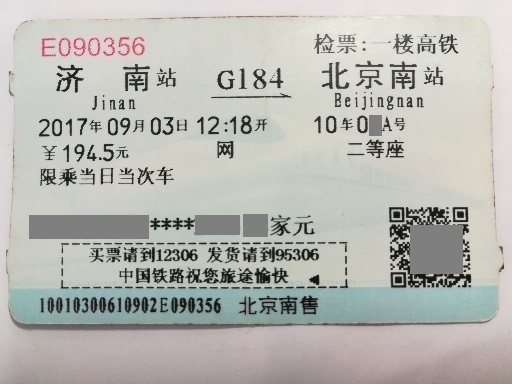 E090356 检票:一楼高铁
济南站 G184 北京南站
Jinan Beijingnan
2017年09月03日 12:18开 10车0 A号
￥194.5元 网 二等座
限乘当日当次车
**** 家元
买票请到12306 发货请到95306
中国铁路祝您旅途愉快
10010300610902E090356 北京南售